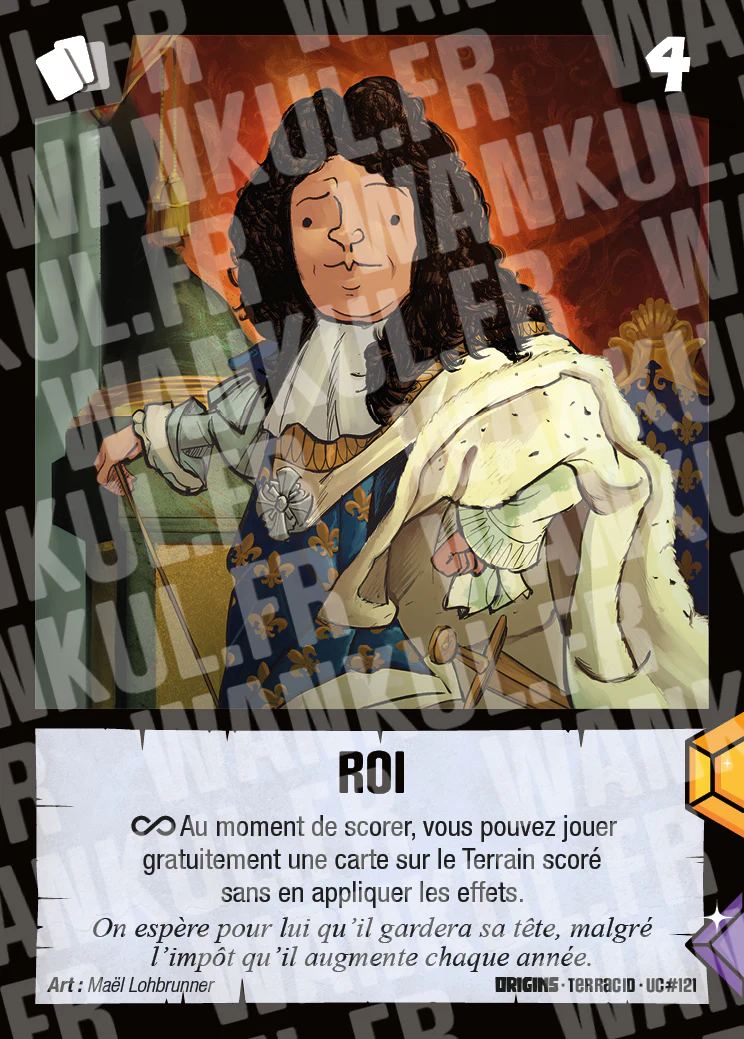 4
ROI
∞ Au moment de scorer, vous pouvez jouer
gratuitement une carte sur le Terrain scoré
sans en appliquer les effets.
On espère pour lui qu’il gardera sa tête, malgré
l’impôt qu’il augmente chaque année.
Art : Maël Lohbrunner
ORIGINS · TERRACID · UC#121
WANKUL.FR